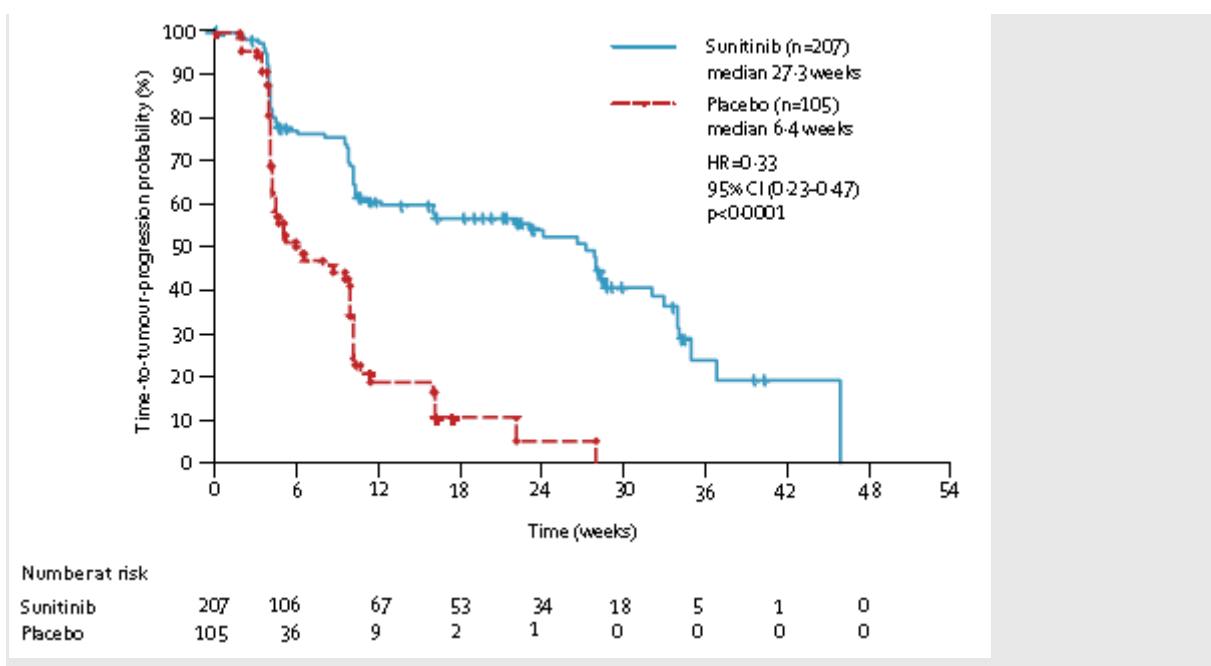 Time-to-tumour-progression probability (%)
100
90
80
70
60
50
40
30
20
10
0
Sunitinib (n=207)
median 27·3 weeks
Placebo (n=105)
median 6·4 weeks
HR=0·33
95% CI (0·23–0·47)
p<0·0001
0 6 12 18 24 30 36 42 48 54
Time (weeks)
Number at risk
Sunitinib 207 106 67 53 34 18 5 1 0
Placebo 105 36 9 2 1 0 0 0 0